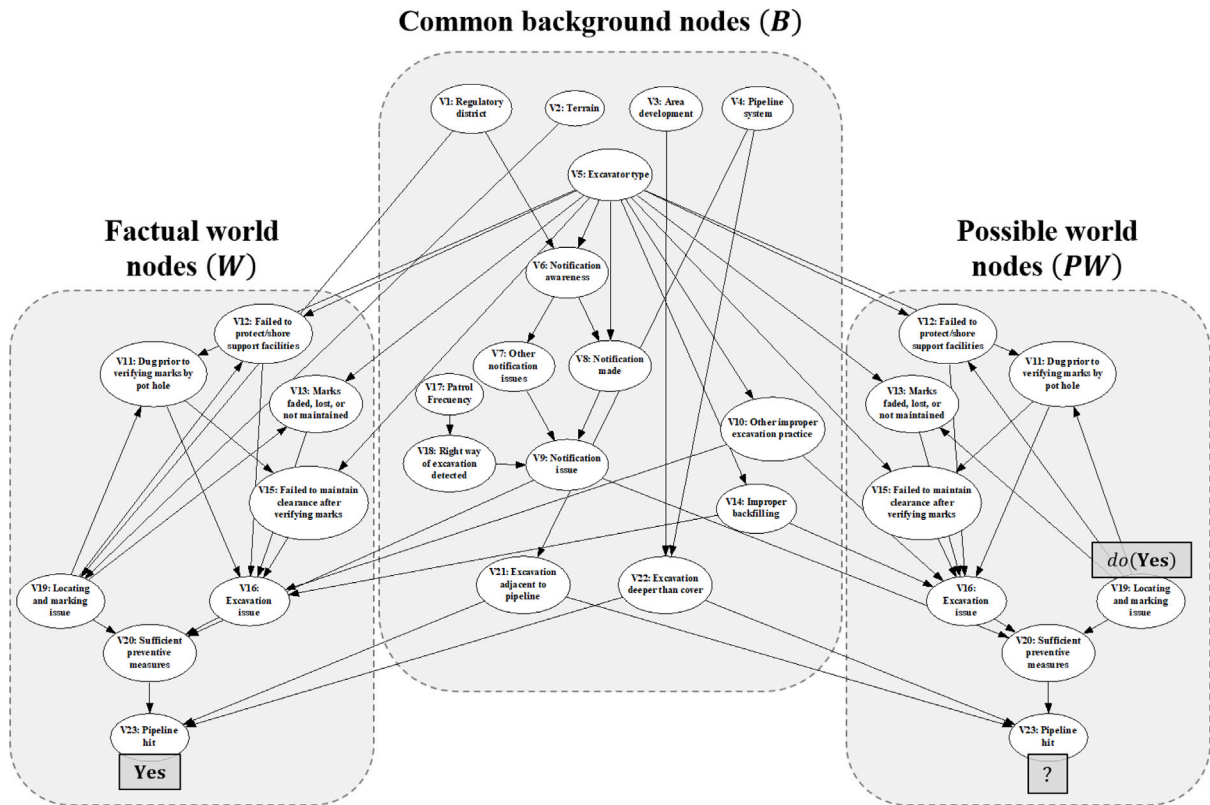 Common background nodes (B)
V1: Regulatory
district
V2: Terrain
V3: Area
development
V4: Pipeline
system
V5: Excavator type
V6: Notification
awareness
V7: Other
notification
issues
V8: Notification
made
V17: Patrol
Frecuency
V10: Other improper
excavation practice
V18: Right way
of excavation
detected
V9: Notification
issue
V14: Improper
backfilling
V21: Excavation
adjacent to
pipeline
V22: Excavation
deeper than cover
Factual world
nodes (W)
V12: Failed to
protect/shore
support facilities
V11: Dug prior to
verifying marks by
pot hole
V13: Marks
faded, lost, or
not maintained
V15: Failed to maintain
clearance after
verifying marks
V19: Locating
and marking
issue
V16:
Excavation
issue
V20: Sufficient
preventive
measures
V23: Pipeline
hit
Yes
Possible world
nodes (PW)
V12: Failed to
protect/shore
support facilities
V11: Dug prior to
verifying marks by
pot hole
V13: Marks
faded, lost, or
not maintained
V15: Failed to maintain
clearance after
verifying marks
do(Yes)
V16:
Excavation
issue
V19: Locating
and marking
issue
V20: Sufficient
preventive
measures
V23: Pipeline
hit
?